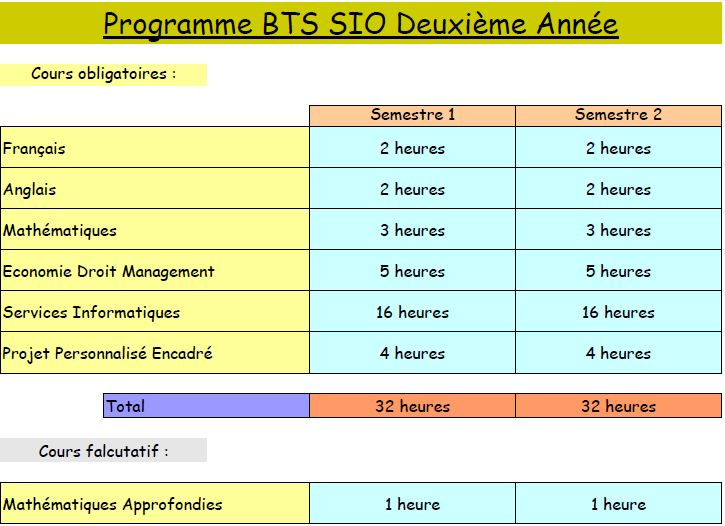 Programme BTS SIO Deuxième Année
Cours obligatoires :
Semestre 1 Semestre 2
Français 2 heures 2 heures
Anglais 2 heures 2 heures
Mathématiques 3 heures 3 heures
Economie Droit Management 5 heures 5 heures
Services Informatiques 16 heures 16 heures
Projet Personnalisé Encadré 4 heures 4 heures
Total 32 heures 32 heures
Cours falcutatif :
Mathématiques Approfondies 1 heure 1 heure